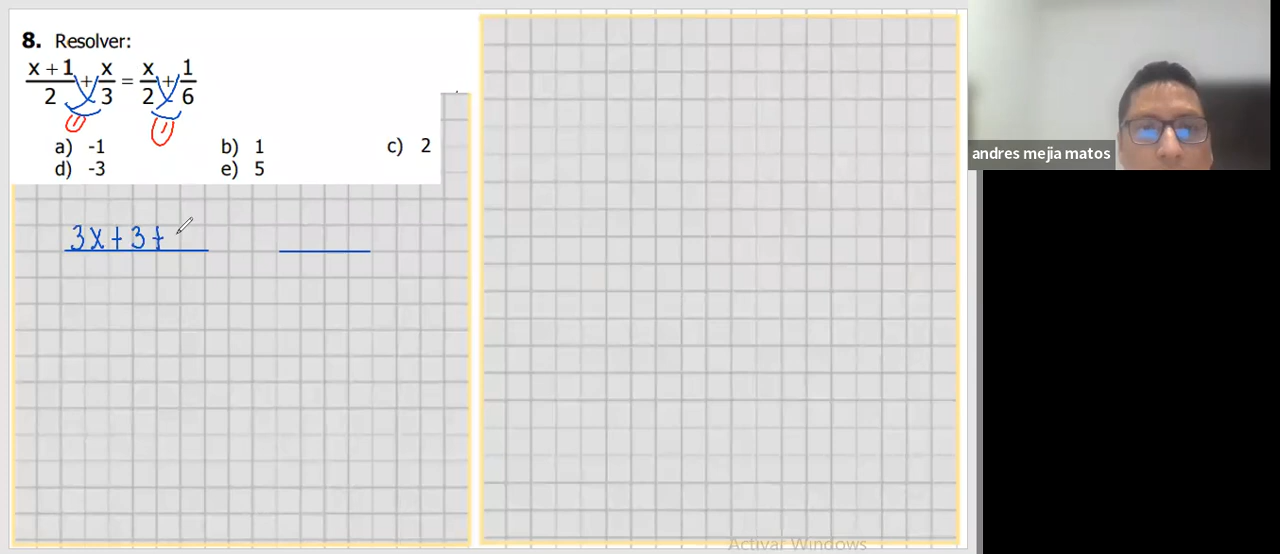 8. Resolver:
x + 1 / 2 + x / 3 = x / 2 + 1 / 6
a) -1 b) 1 c) 2
d) -3 e) 5
3x + 3 +
andres mejia matos
Activar Windows